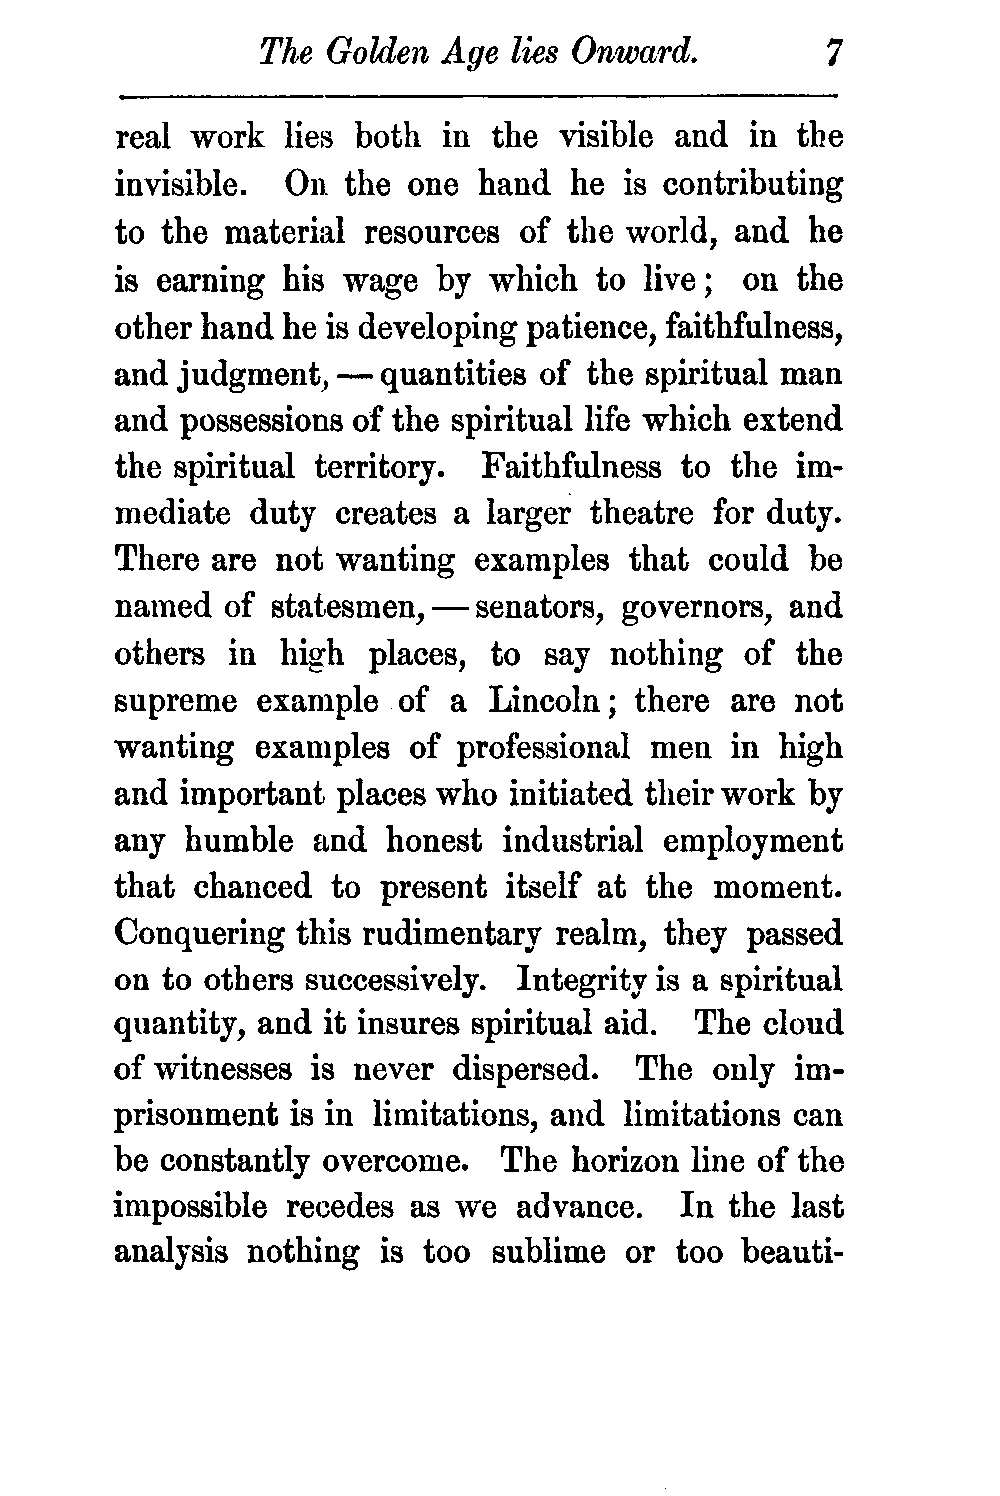 The Golden Age lies Onward. 7
real work lies both in the visible and in the
invisible. On the one hand he is contributing
to the material resources of the world, and he
is earning his wage by which to live; on the
other hand he is developing patience, faithfulness,
and judgment, — quantities of the spiritual man
and possessions of the spiritual life which extend
the spiritual territory. Faithfulness to the im-
mediate duty creates a larger theatre for duty.
There are not wanting examples that could be
named of statesmen, — senators, governors, and
others in high places, to say nothing of the
supreme example of a Lincoln; there are not
wanting examples of professional men in high
and important places who initiated their work by
any humble and honest industrial employment
that chanced to present itself at the moment.
Conquering this rudimentary realm, they passed
on to others successively. Integrity is a spiritual
quantity, and it insures spiritual aid. The cloud
of witnesses is never dispersed. The only im-
prisonment is in limitations, and limitations can
be constantly overcome. The horizon line of the
impossible recedes as we advance. In the last
analysis nothing is too sublime or too beauti-